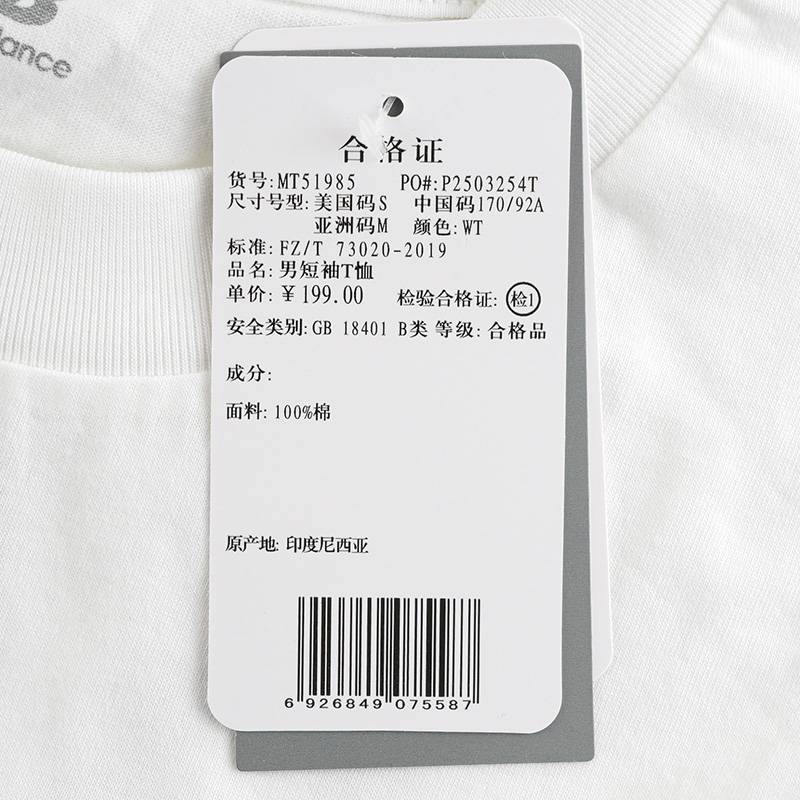 lance
合格证
货号:MT51985 PO#:P2503254T
尺寸号型:美国码S 中国码170/92A
亚洲码M 颜色:WT
标准:FZ/T 73020-2019
品名:男短袖T恤
单价:¥199.00 检验合格证:检1
安全类别:GB 18401 B类 等级:合格品
成分:
面料:100%棉
原产地:印度尼西亚
6 926849 075587